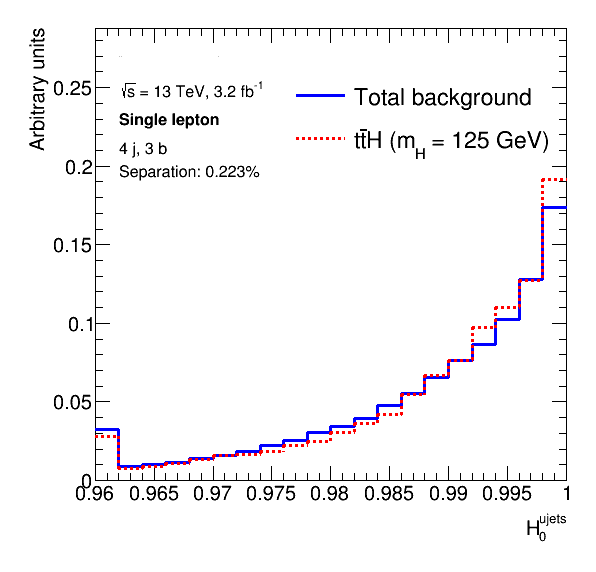 Arbitrary units
√s = 13 TeV, 3.2 fb⁻¹
Single lepton
4 j, 3 b
Separation: 0.223%
Total background
tt̄H (m_H = 125 GeV)
0.25
0.2
0.15
0.1
0.05
0
0.96 0.965 0.97 0.975 0.98 0.985 0.99 0.995 1
H₀^ujets